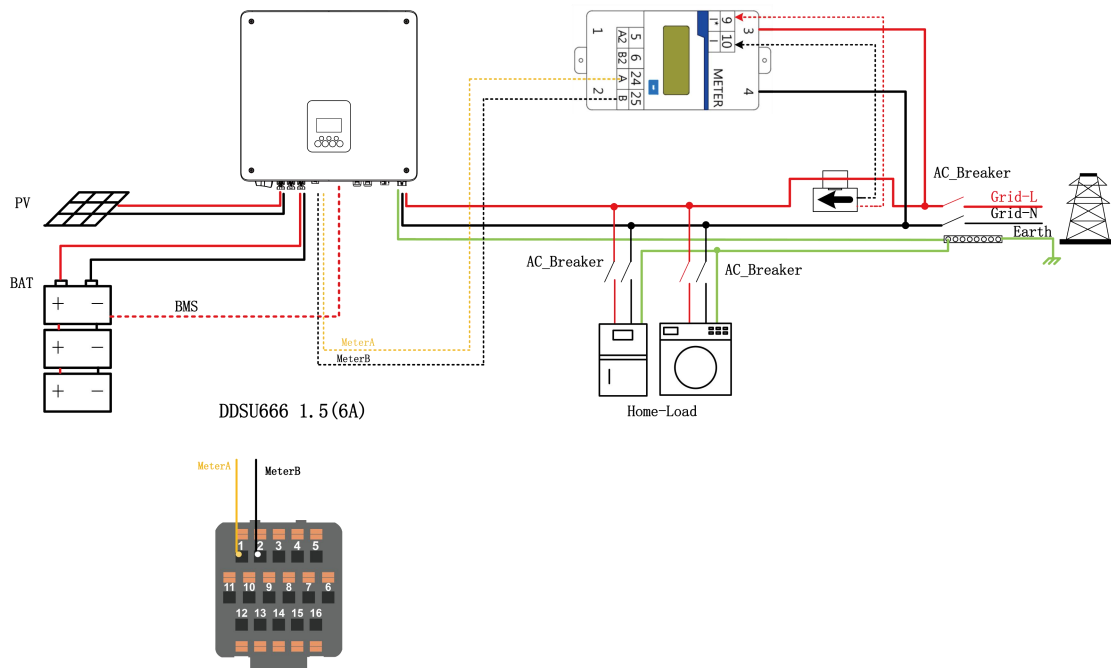 1
2
A2 5
B2 6
A 24
B 25
METER
I* 9
I 10
3
4
PV
BAT
+ −
+ −
+ −
BMS
MeterA
MeterB
AC_Breaker
Grid-L
Grid-N
Earth
AC_Breaker
AC_Breaker
Home-Load
DDSU666 1.5(6A)
MeterA
MeterB
1 2 3 4 5
11 10 9 8 7 6
12 13 14 15 16